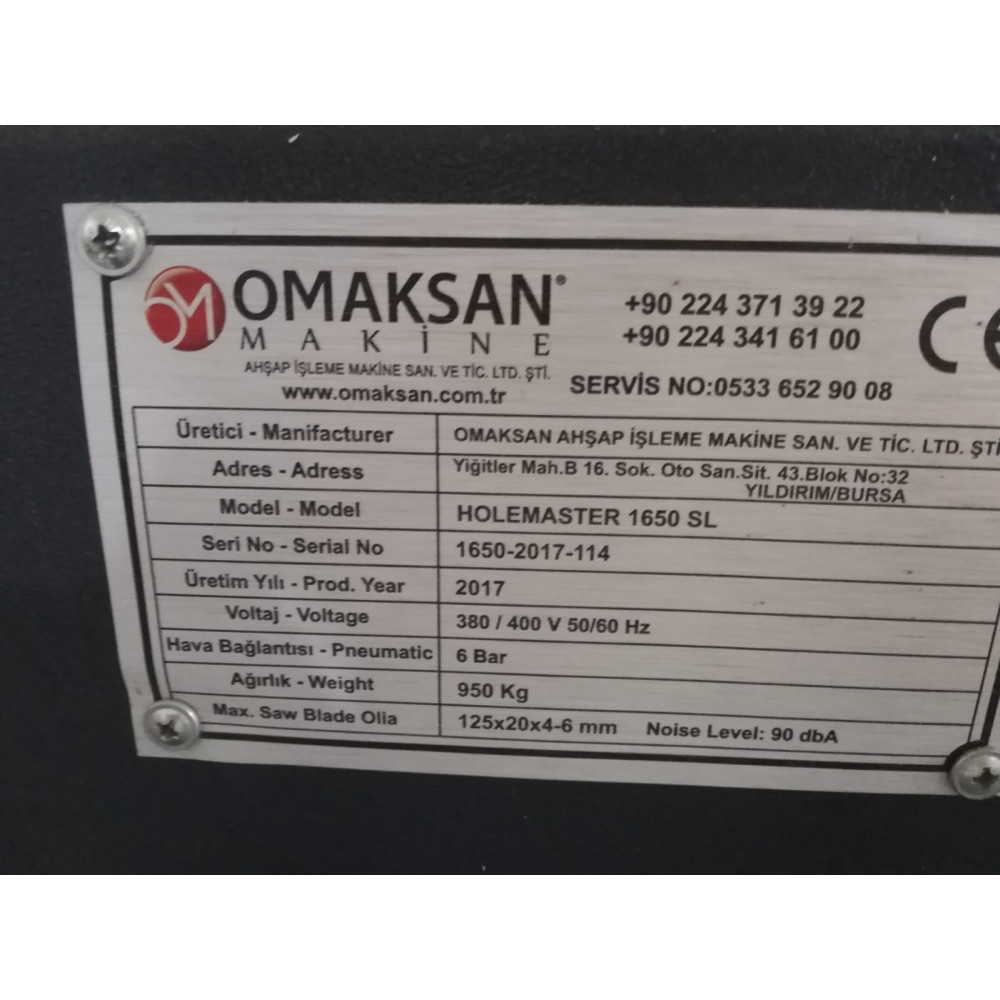 OMAKSAN®
MAKİNE
AHŞAP İŞLEME MAKİNE SAN. VE TİC. LTD. ŞTİ.
www.omaksan.com.tr
+90 224 371 39 22
+90 224 341 61 00
SERVİS NO:0533 652 90 08
CE
Üretici - Manifacturer OMAKSAN AHŞAP İŞLEME MAKİNE SAN. VE TİC. LTD. ŞTİ
Adres - Adress Yiğitler Mah.B 16. Sok. Oto San.Sit. 43.Blok No:32
YILDIRIM/BURSA
Model - Model HOLEMASTER 1650 SL
Seri No - Serial No 1650-2017-114
Üretim Yılı - Prod. Year 2017
Voltaj - Voltage 380 / 400 V 50/60 Hz
Hava Bağlantısı - Pneumatic 6 Bar
Ağırlık - Weight 950 Kg
Max. Saw Blade Olia 125x20x4-6 mm Noise Level: 90 dbA